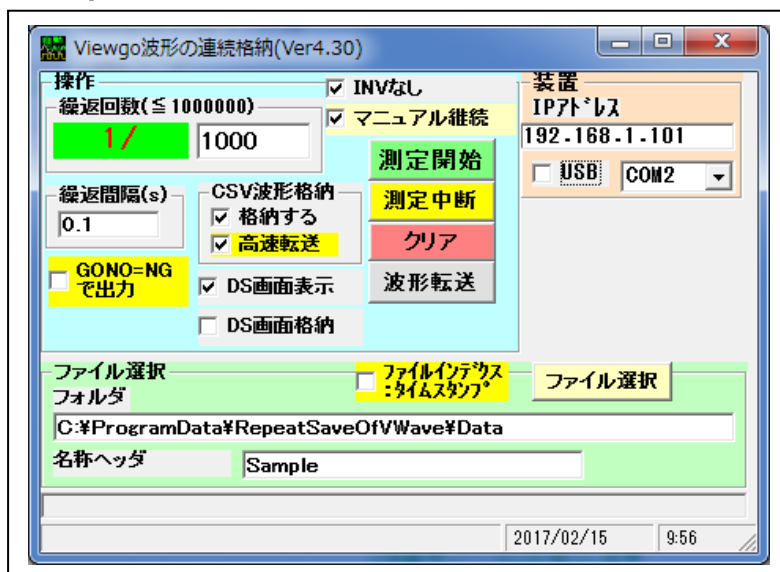 Viewgo波形の連続格納(Ver4.30)
操作
繰返回数(≦1000000)
1/
1000
INVなし
マニュアル継続
測定開始
測定中断
クリア
波形転送
繰返間隔(s)
0.1
CSV波形格納
格納する
高速転送
GONO=NG
で出力
DS画面表示
DS画面格納
装置
IPアドレス
192.168.1.101
USB
COM2
ファイル選択
フォルダ
ファイルインデクス
:タイムスタンプ
ファイル選択
C:¥ProgramData¥RepeatSaveOfVWave¥Data
名称ヘッダ
Sample
2017/02/15
9:56